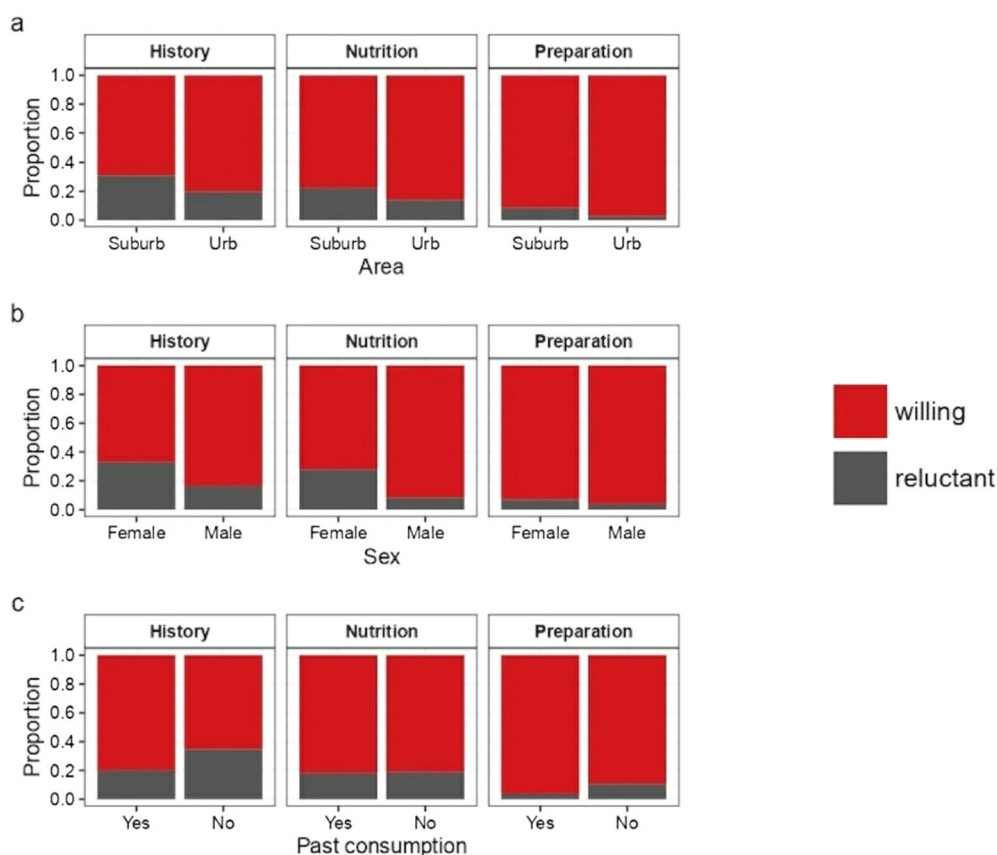 a
History Nutrition Preparation
1.0
0.8
0.6
0.4
0.2
0.0
Proportion
Suburb Urb Suburb Urb Suburb Urb
Area
b
History Nutrition Preparation
1.0
0.8
0.6
0.4
0.2
0.0
Proportion
Female Male Female Male Female Male
Sex
willing
reluctant
c
History Nutrition Preparation
1.0
0.8
0.6
0.4
0.2
0.0
Proportion
Yes No Yes No Yes No
Past consumption